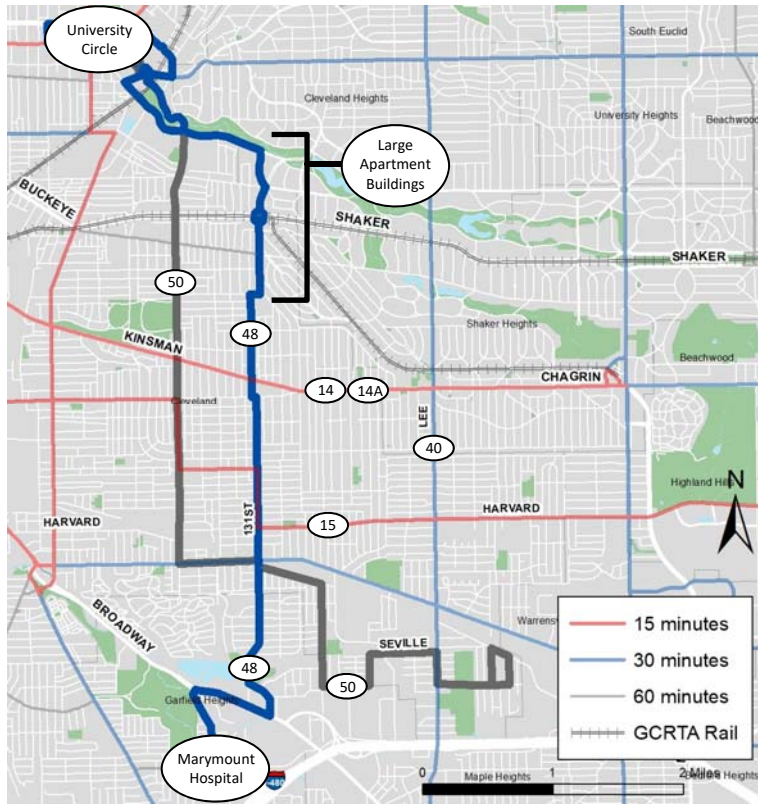 University
Circle
South Euclid
Cleveland Heights
University Heights
Beachwood
Large
Apartment
Buildings
BUCKEYE
SHAKER
SHAKER
50
48
Shaker Heights
KINSMAN
Beachwood
CHAGRIN
14
14A
Cleveland
LEE
40
Highland Hills
N
HARVARD
131ST
HARVARD
15
BROADWAY
SEVILLE
15 minutes
30 minutes
60 minutes
GCRTA Rail
48
50
Garfield Heights
Marymount
Hospital
0
1
2
Miles
Maple Heights